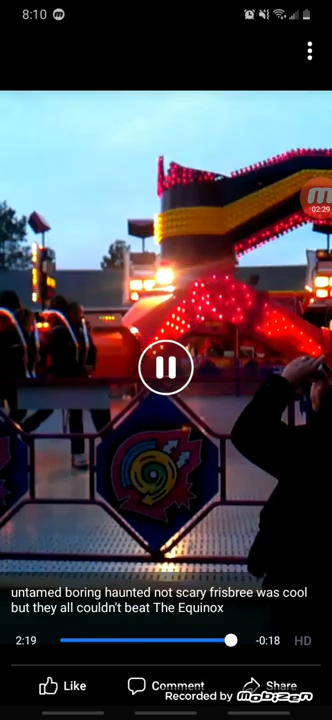 8:10
02:29
untamed boring haunted not scary frisbree was cool
but they all couldn't beat The Equinox
2:19
-0:18 HD
Like
Comment
Share
Recorded by mobizen